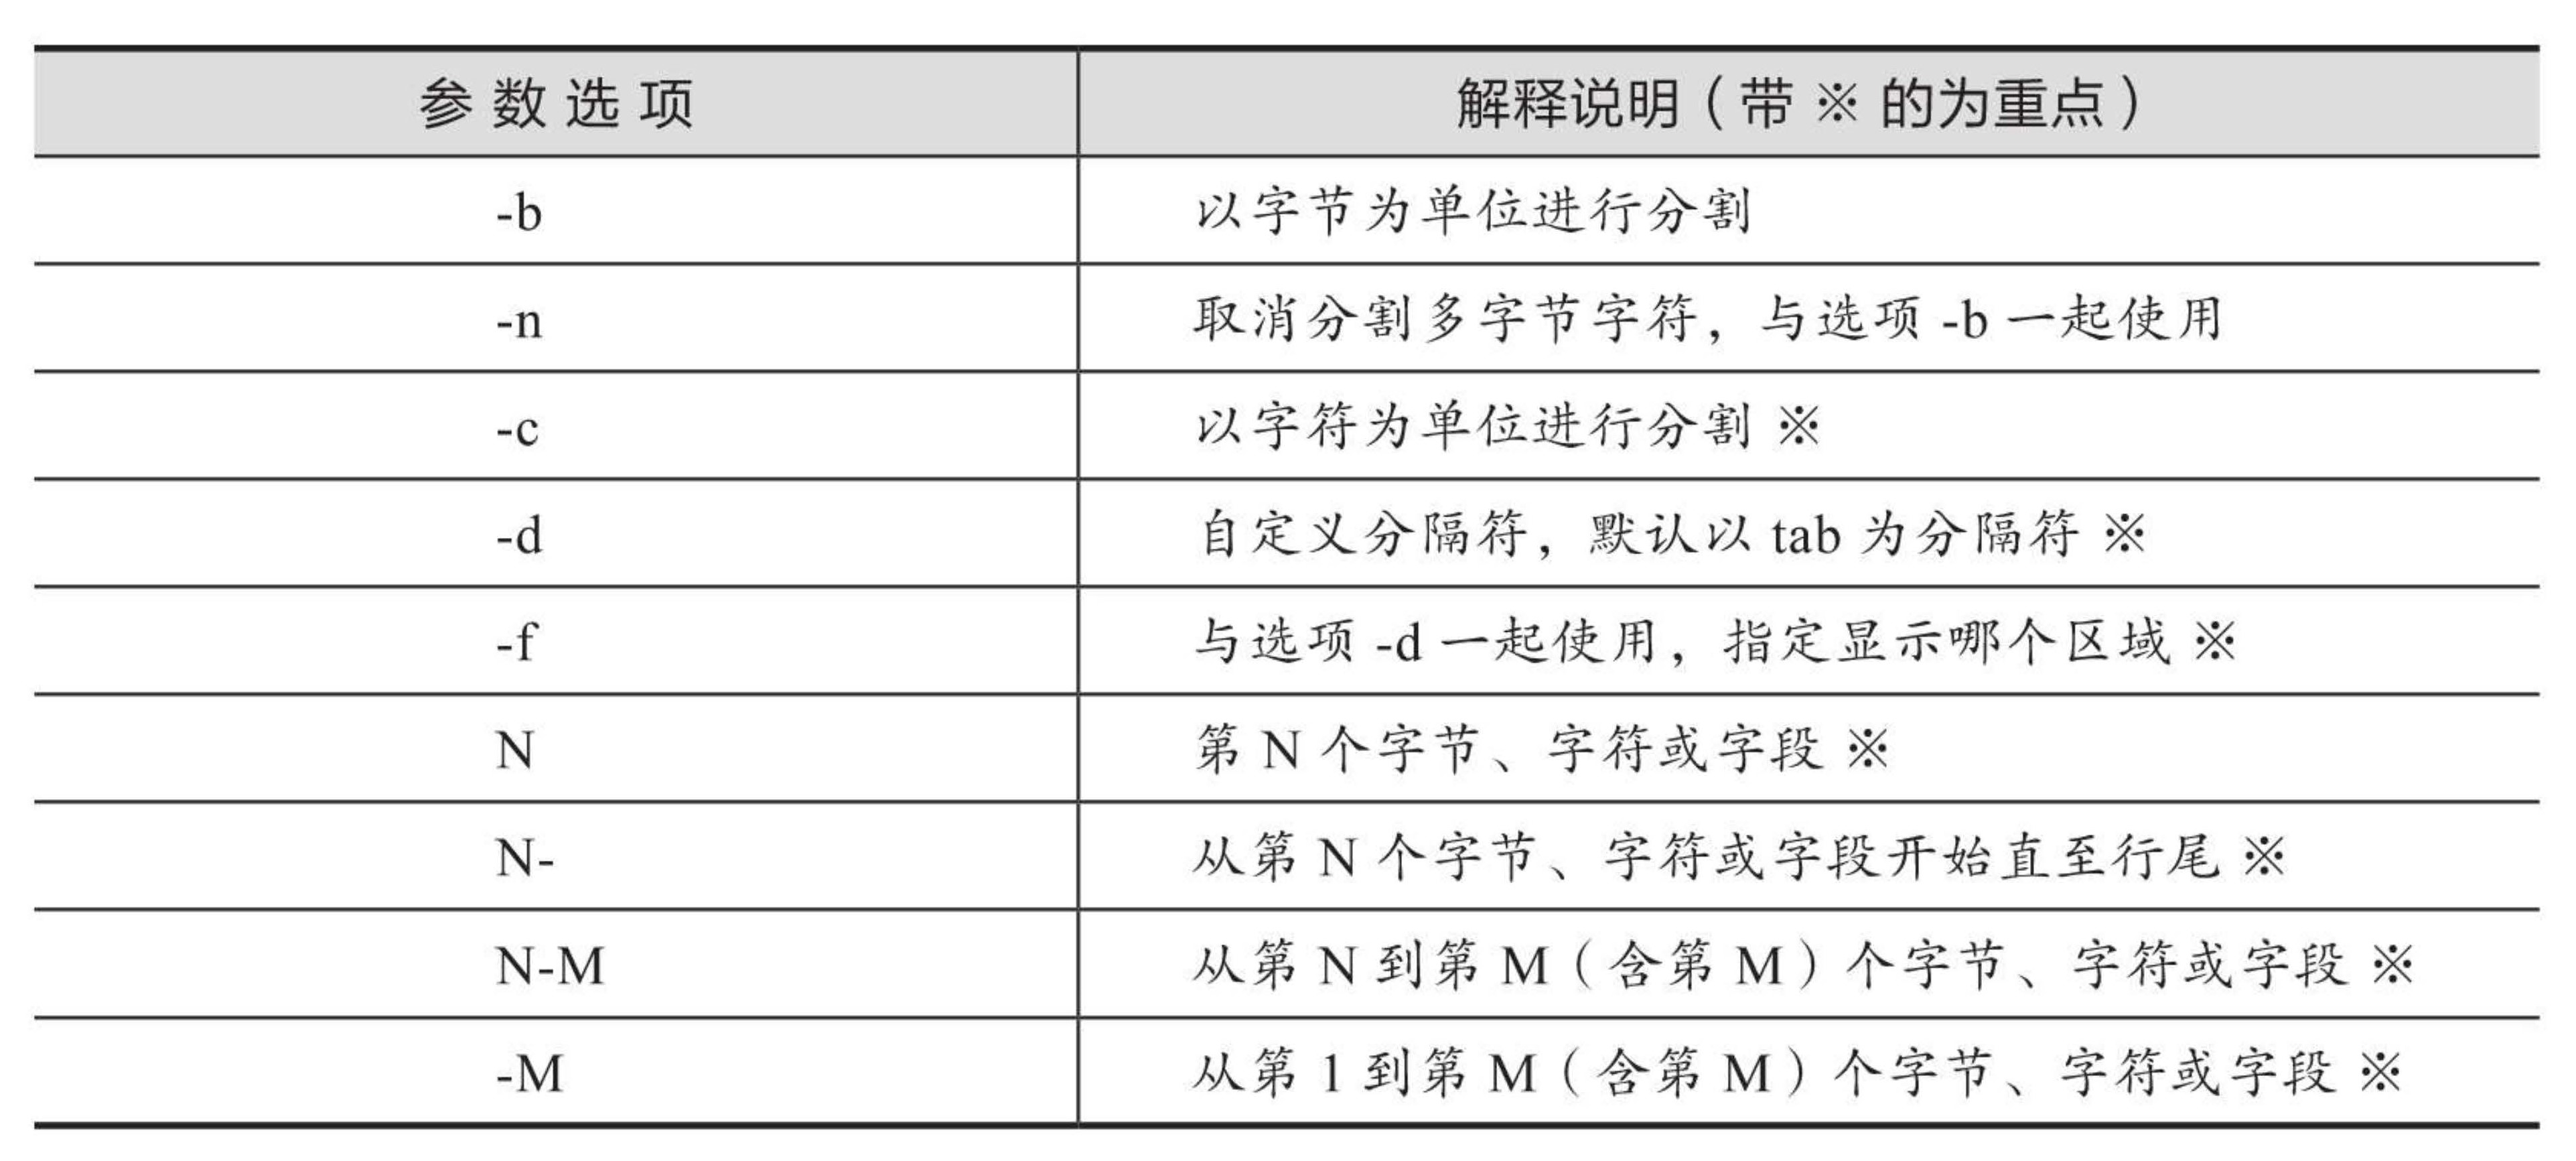 参数选项 解释说明（带※的为重点）
-b 以字节为单位进行分割
-n 取消分割多字节字符，与选项 -b 一起使用
-c 以字符为单位进行分割 ※
-d 自定义分隔符，默认以 tab 为分隔符 ※
-f 与选项 -d 一起使用，指定显示哪个区域 ※
N 第 N 个字节、字符或字段 ※
N- 从第 N 个字节、字符或字段开始直至行尾 ※
N-M 从第 N 到第 M（含第 M）个字节、字符或字段 ※
-M 从第 1 到第 M（含第 M）个字节、字符或字段 ※